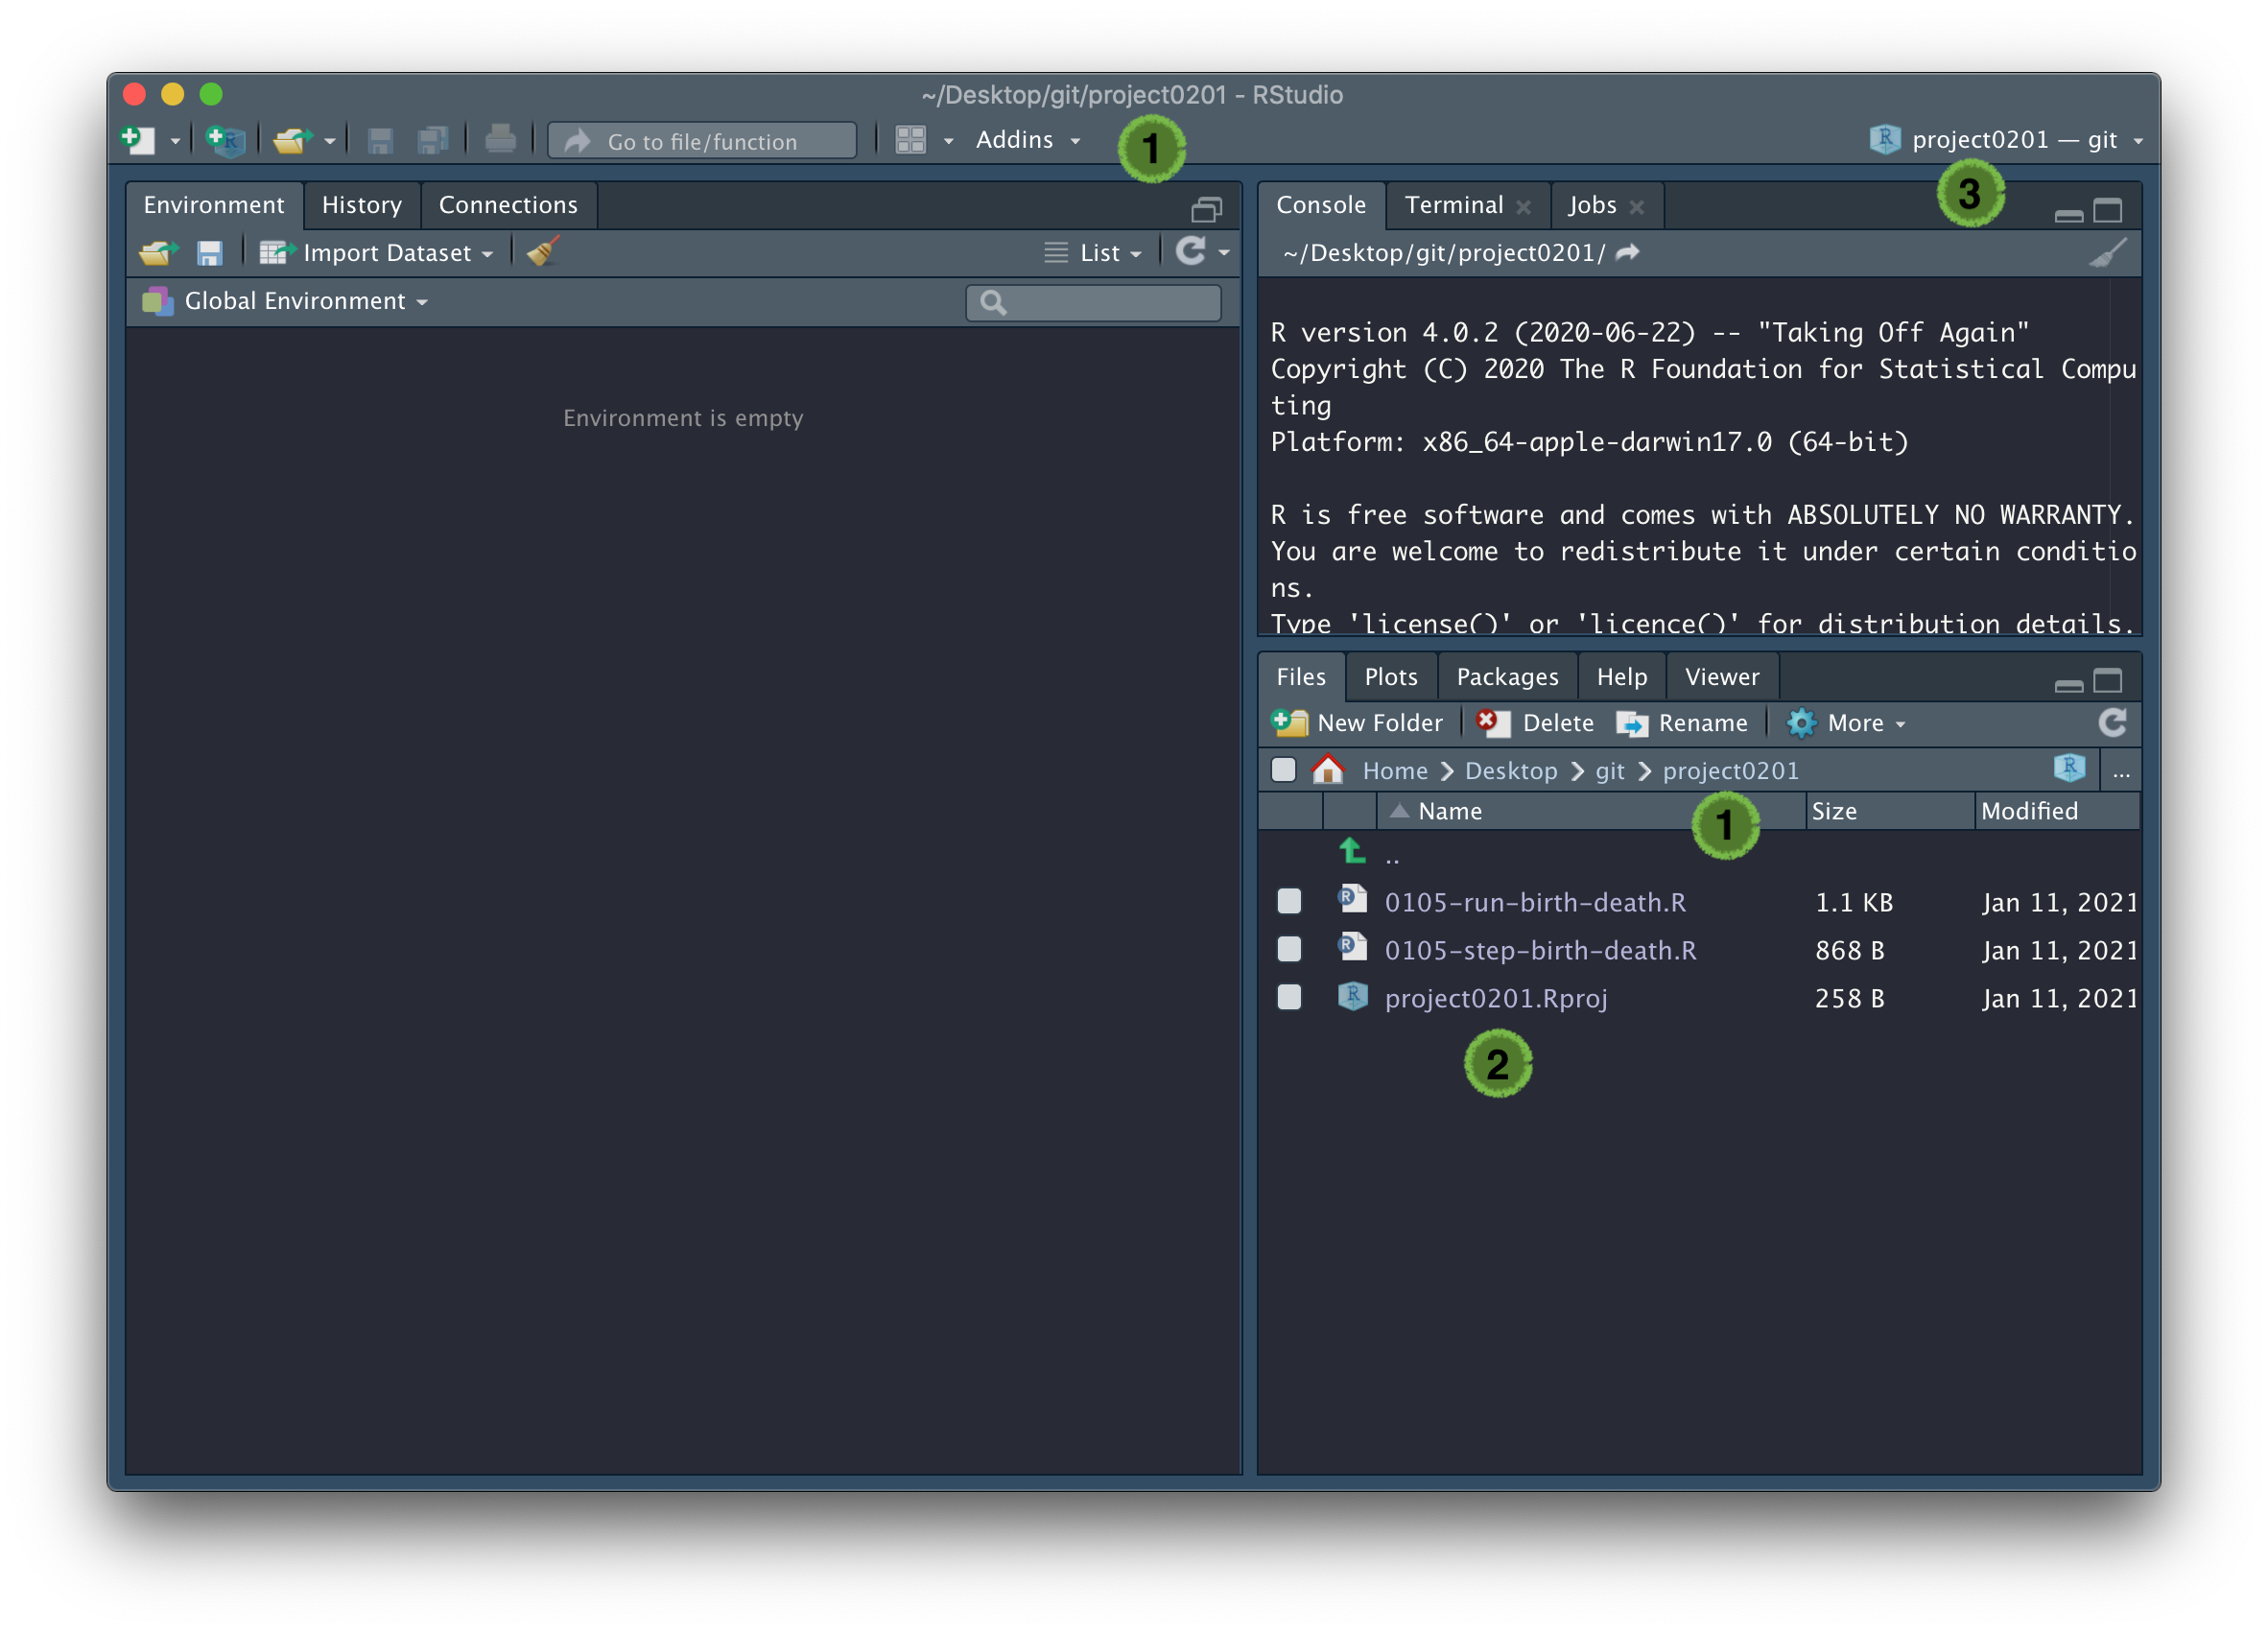 ~/Desktop/git/project0201 - RStudio
Go to file/function
Addins
1
project0201 — git
3
Environment History Connections
Import Dataset
List
Global Environment
Environment is empty
Console Terminal Jobs
~/Desktop/git/project0201/
R version 4.0.2 (2020-06-22) -- "Taking Off Again"
Copyright (C) 2020 The R Foundation for Statistical Compu
ting
Platform: x86_64-apple-darwin17.0 (64-bit)
R is free software and comes with ABSOLUTELY NO WARRANTY.
You are welcome to redistribute it under certain conditio
ns.
Type 'license()' or 'licence()' for distribution details.
Files Plots Packages Help Viewer
New Folder Delete Rename More
Home Desktop git project0201 ...
Name Size Modified
1
..
0105-run-birth-death.R 1.1 KB Jan 11, 2021
0105-step-birth-death.R 868 B Jan 11, 2021
project0201.Rproj 258 B Jan 11, 2021
2